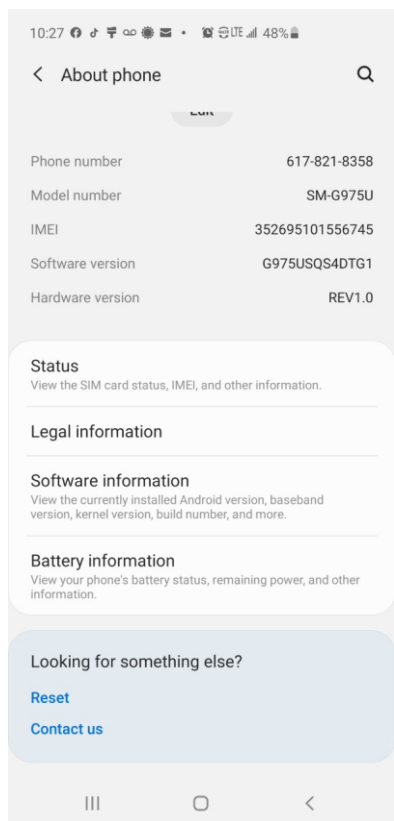 10:27 LTE 48%
About phone
Edit
Phone number 617-821-8358
Model number SM-G975U
IMEI 352695101556745
Software version G975USQS4DTG1
Hardware version REV1.0
Status
View the SIM card status, IMEI, and other information.
Legal information
Software information
View the currently installed Android version, baseband
version, kernel version, build number, and more.
Battery information
View your phone's battery status, remaining power, and other
information.
Looking for something else?
Reset
Contact us